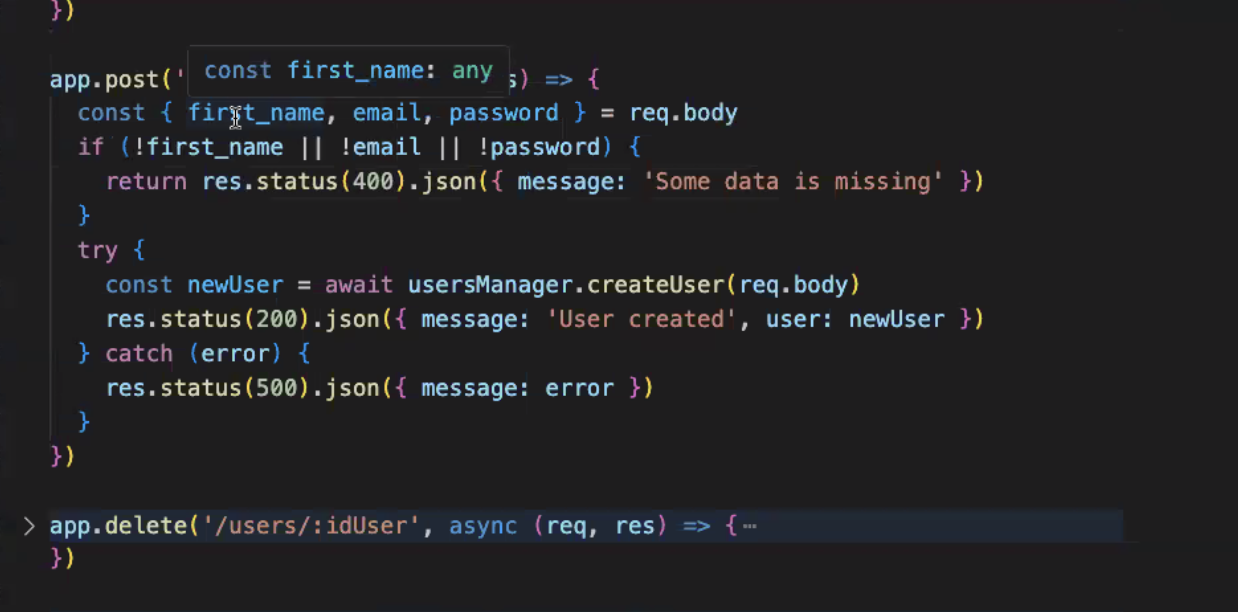 })
const first_name: any
app.post(' s) => {
const { first_name, email, password } = req.body
if (!first_name || !email || !password) {
return res.status(400).json({ message: 'Some data is missing' })
}
try {
const newUser = await usersManager.createUser(req.body)
res.status(200).json({ message: 'User created', user: newUser })
} catch (error) {
res.status(500).json({ message: error })
}
})
app.delete('/users/:idUser', async (req, res) => {⋯
})